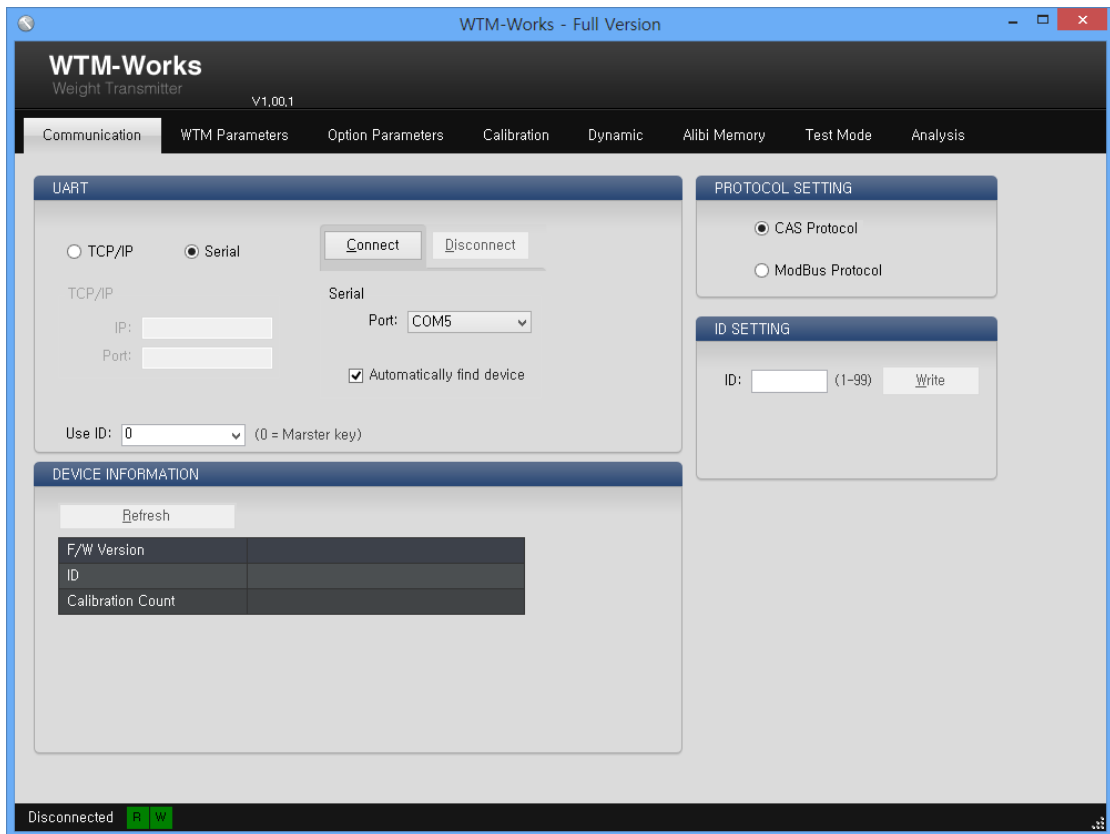 WTM-Works - Full Version
WTM-Works
Weight Transmitter
V1,00,1
Communication WTM Parameters Option Parameters Calibration Dynamic Alibi Memory Test Mode Analysis
UART
TCP/IP Serial Connect Disconnect
TCP/IP
IP:
Port:
Serial
Port: COM5
Automatically find device
Use ID: 0 (0 = Marster key)
PROTOCOL SETTING
CAS Protocol
ModBus Protocol
ID SETTING
ID: (1-99) Write
DEVICE INFORMATION
Refresh
F/W Version
ID
Calibration Count
Disconnected R W